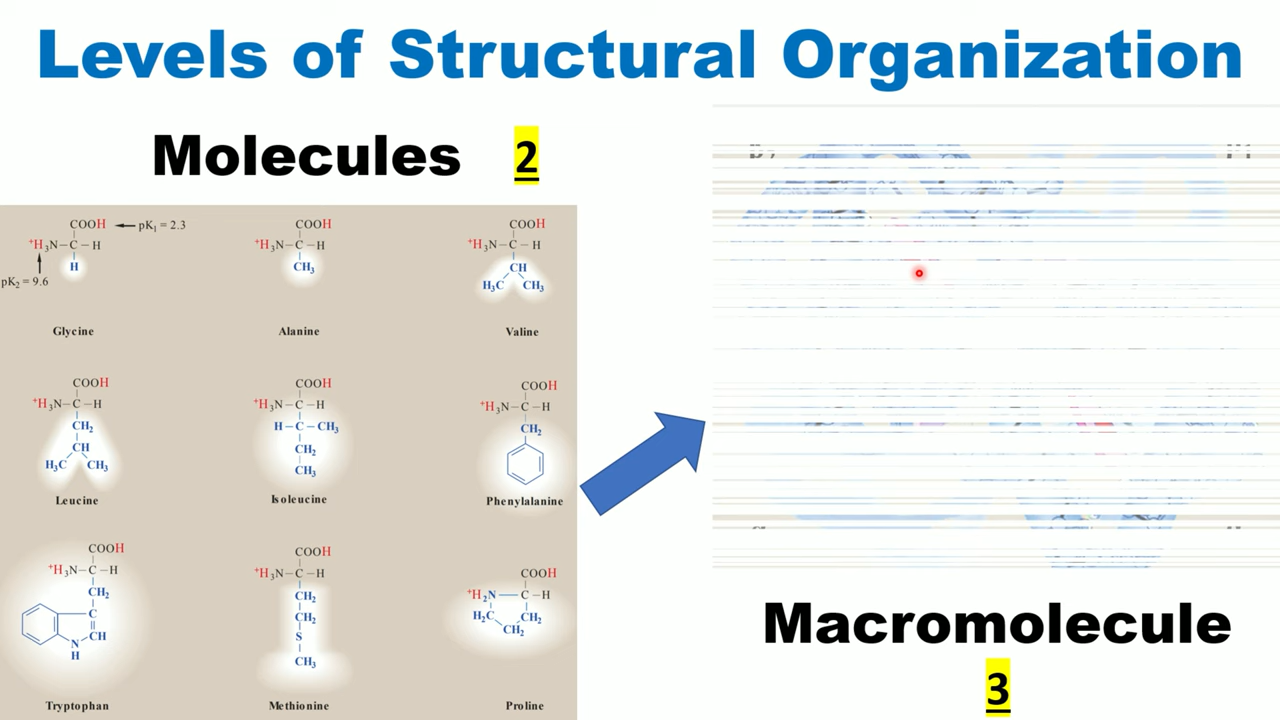 Levels of Structural Organization
Molecules 2
COOH ← pK₁ = 2.3
⁺H₃N–C–H
H
pK₂ = 9.6
Glycine
COOH
⁺H₃N–C–H
CH₃
Alanine
COOH
⁺H₃N–C–H
CH
H₃C CH₃
Valine
COOH
⁺H₃N–C–H
CH₂
CH
H₃C CH₃
Leucine
COOH
⁺H₃N–C–H
H–C–CH₃
CH₂
CH₃
Isoleucine
COOH
⁺H₃N–C–H
CH₂
Phenylalanine
COOH
⁺H₃N–C–H
CH₂
C
CH
N
H
Tryptophan
COOH
⁺H₃N–C–H
CH₂
CH₂
S
CH₃
Methionine
COOH
⁺H₂N–C–H
H₂C CH₂
CH₂
Proline
Macromolecule
3